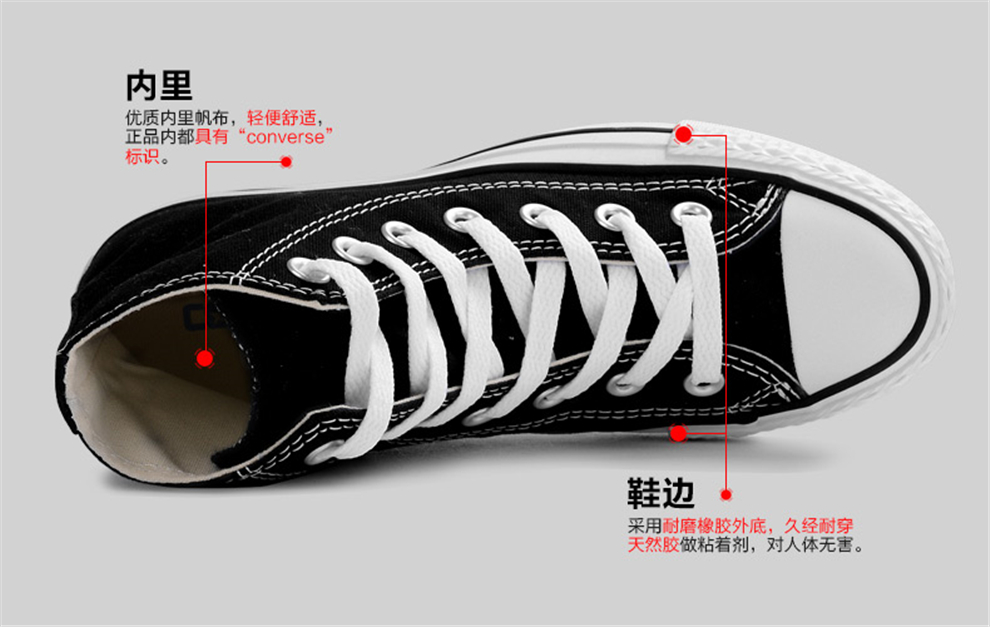 内里
优质内里帆布，轻便舒适，
正品内都具有“converse”
标识。
鞋边
采用耐磨橡胶外底，久经耐穿
天然胶做粘着剂，对人体无害。